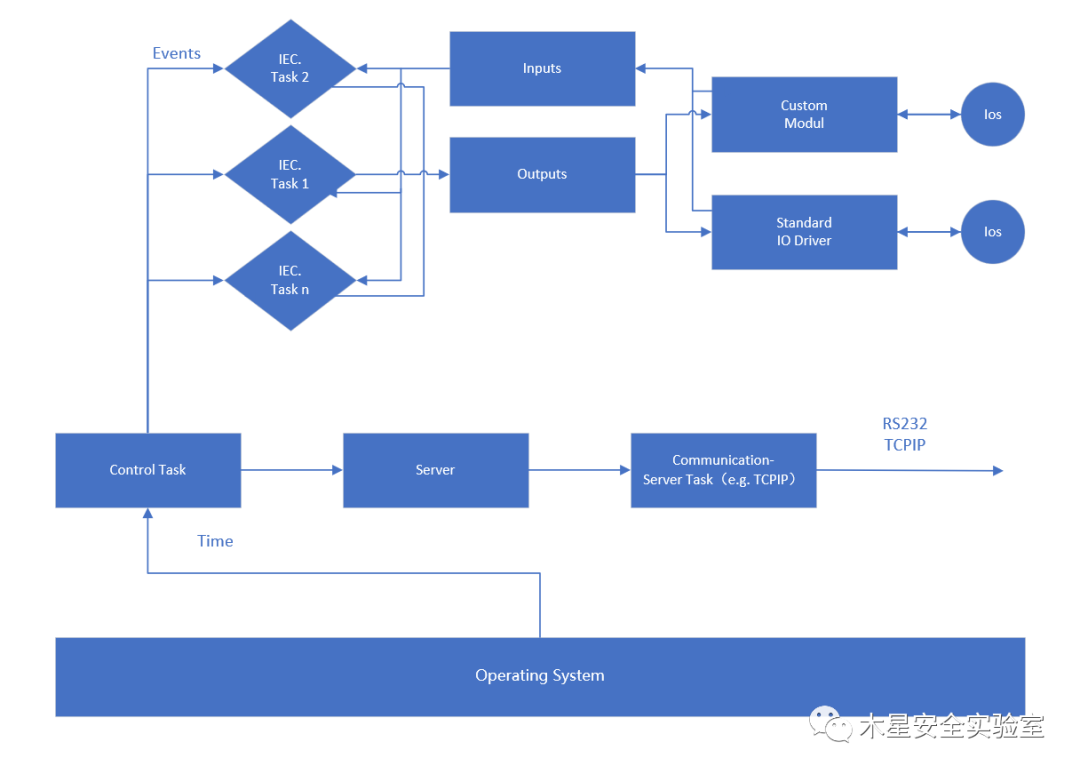 Events
IEC.
Task 2
Inputs
Custom
Modul
Ios
IEC.
Task 1
Outputs
Standard
IO Driver
Ios
IEC.
Task n
RS232
TCPIP
Control Task
Server
Communication-
Server Task（e.g. TCPIP）
Time
Operating System
木星安全实验室